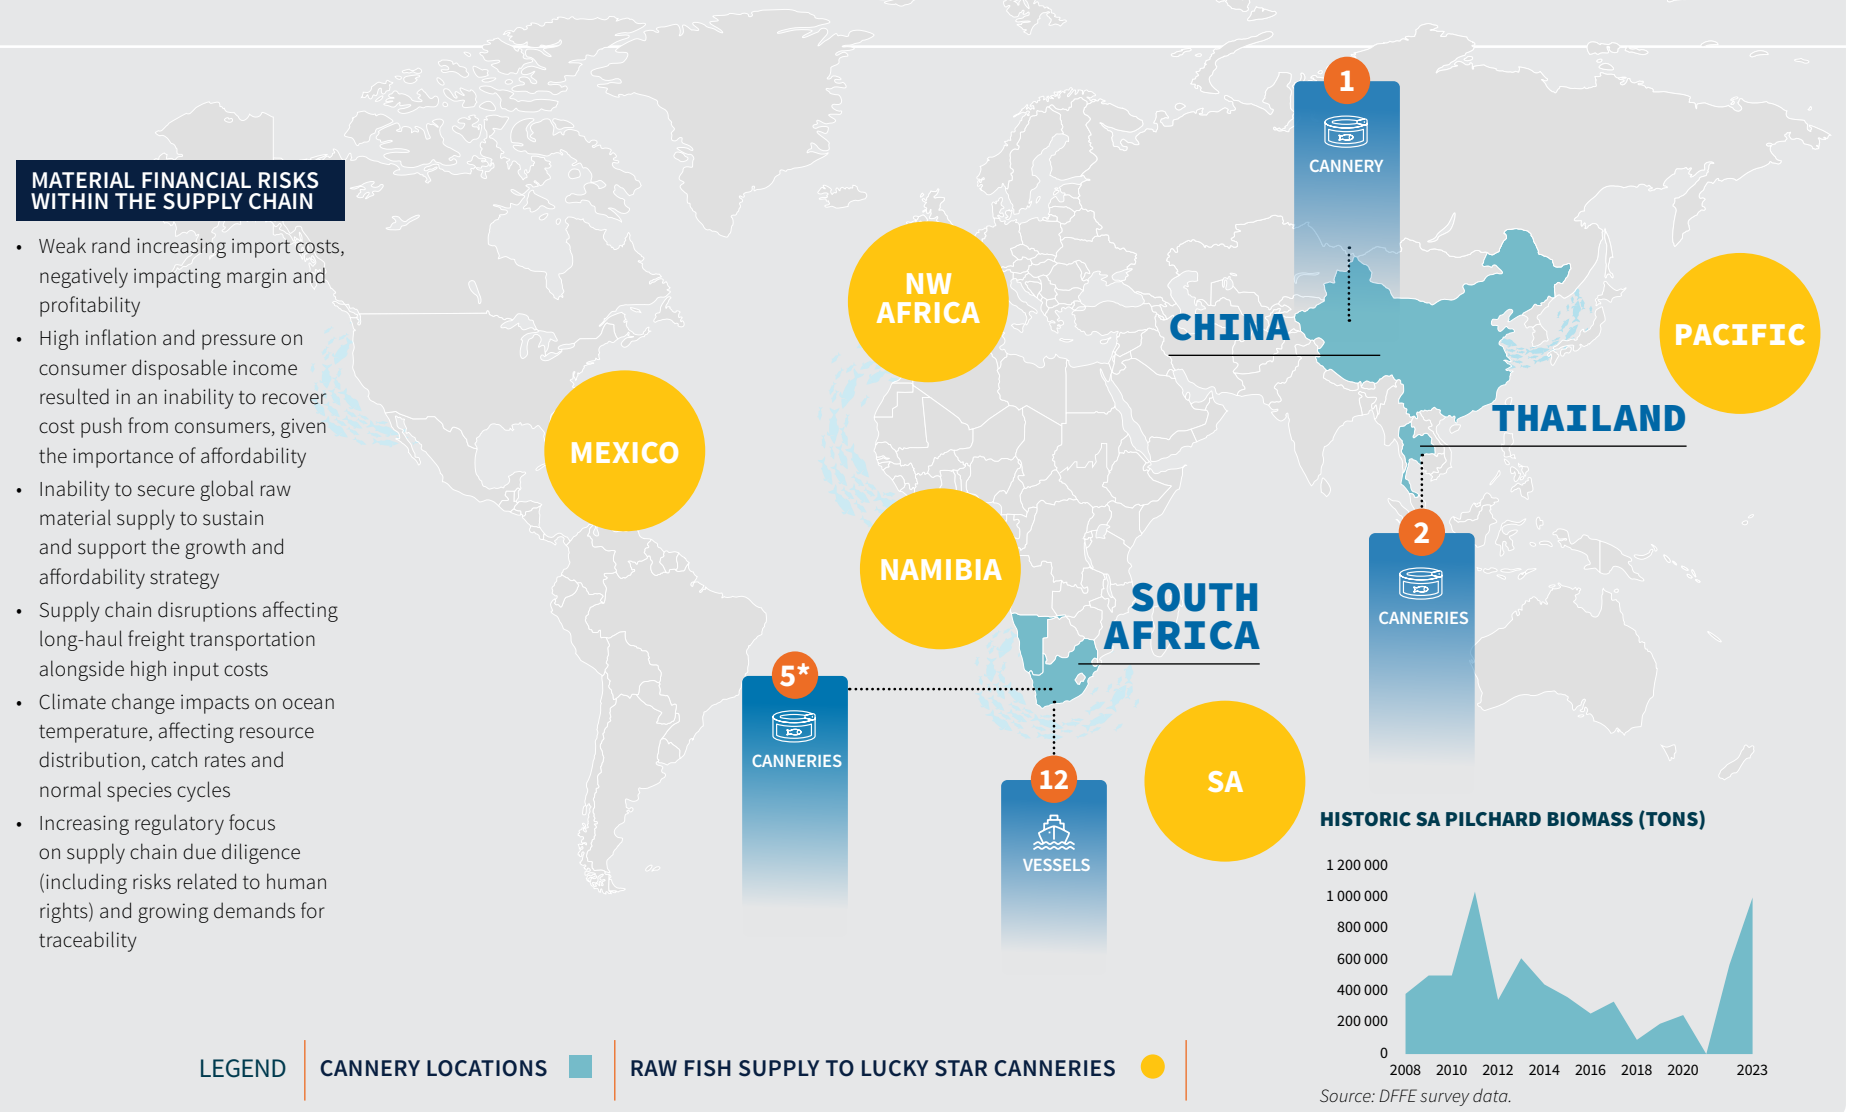 MATERIAL FINANCIAL RISKS
WITHIN THE SUPPLY CHAIN
• Weak rand increasing import costs,
negatively impacting margin and
profitability
• High inflation and pressure on
consumer disposable income
resulted in an inability to recover
cost push from consumers, given
the importance of affordability
• Inability to secure global raw
material supply to sustain
and support the growth and
affordability strategy
• Supply chain disruptions affecting
long-haul freight transportation
alongside high input costs
• Climate change impacts on ocean
temperature, affecting resource
distribution, catch rates and
normal species cycles
• Increasing regulatory focus
on supply chain due diligence
(including risks related to human
rights) and growing demands for
traceability
MEXICO
NW
AFRICA
NAMIBIA
5*
CANNERIES
SOUTH
AFRICA
12
VESSELS
SA
1
CANNERY
CHINA
THAILAND
2
CANNERIES
PACIFIC
HISTORIC SA PILCHARD BIOMASS (TONS)
1 200 000
1 000 000
800 000
600 000
400 000
200 000
0
2008 2010 2012 2014 2016 2018 2020 2023
Source: DFFE survey data.
LEGEND
CANNERY LOCATIONS
RAW FISH SUPPLY TO LUCKY STAR CANNERIES